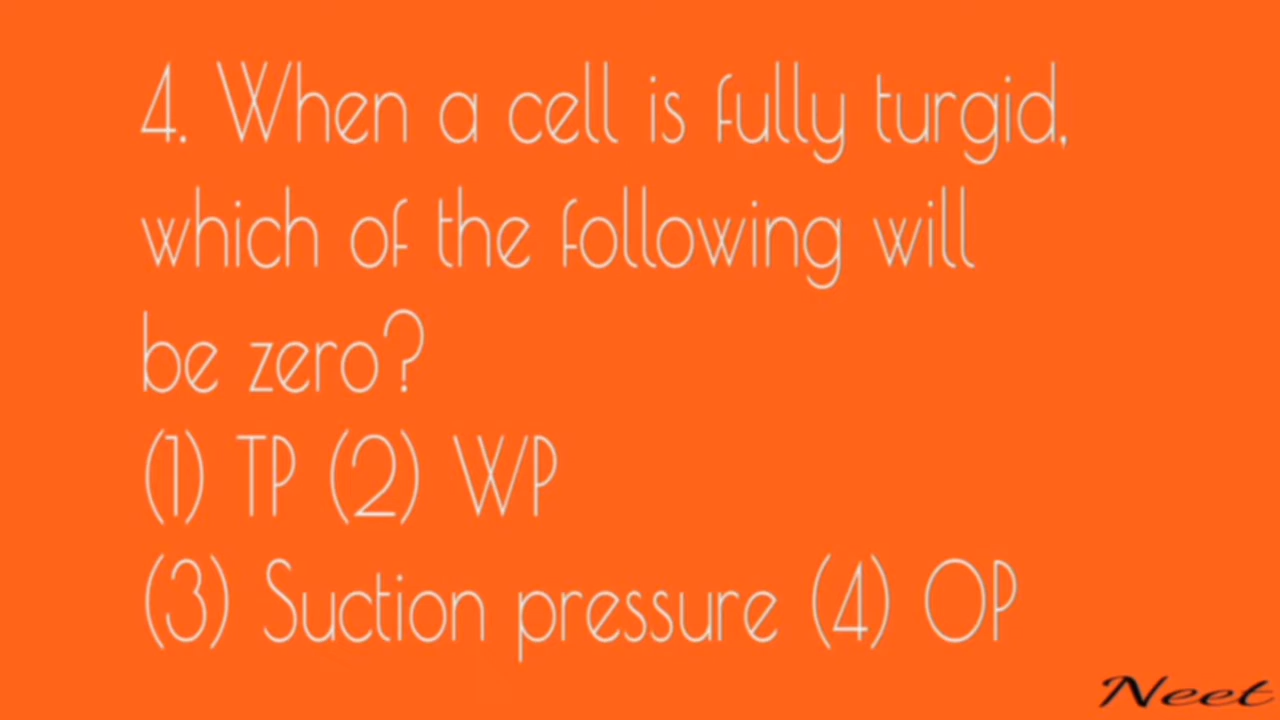 4. When a cell is fully turgid,
which of the following will
be zero?
(1) TP (2) WP
(3) Suction pressure (4) OP
Neet